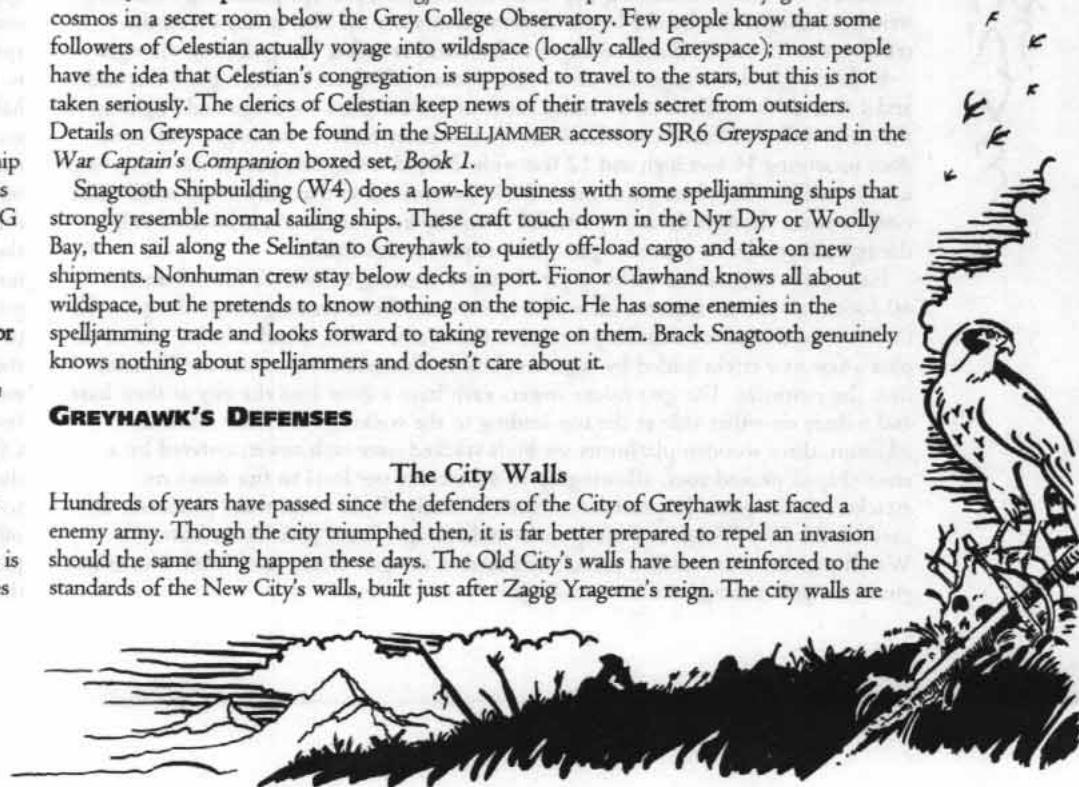 cosmos in a secret room below the Grey College Observatory. Few people know that some
followers of Celestian actually voyage into wildspace (locally called Greyspace); most people
have the idea that Celestian's congregation is supposed to travel to the stars, but this is not
taken seriously. The clerics of Celestian keep news of their travels secret from outsiders.
Details on Greyspace can be found in the SPELLJAMMER accessory SJR6 Greyspace and in the
War Captain's Companion boxed set, Book 1.
Snagtooth Shipbuilding (W4) does a low-key business with some spelljamming ships that
strongly resemble normal sailing ships. These craft touch down in the Nyr Dyv or Woolly
Bay, then sail along the Selintan to Greyhawk to quietly off-load cargo and take on new
shipments. Nonhuman crew stay below decks in port. Fionor Clawhand knows all about
wildspace, but he pretends to know nothing on the topic. He has some enemies in the
spelljamming trade and looks forward to taking revenge on them. Brack Snagtooth genuinely
knows nothing about spelljammers and doesn't care about it.
GREYHAWK'S DEFENSES
The City Walls
Hundreds of years have passed since the defenders of the City of Greyhawk last faced a
enemy army. Though the city triumphed then, it is far better prepared to repel an invasion
should the same thing happen these days. The Old City's walls have been reinforced to the
standards of the New City's walls, built just after Zagig Yragerne's reign. The city walls are